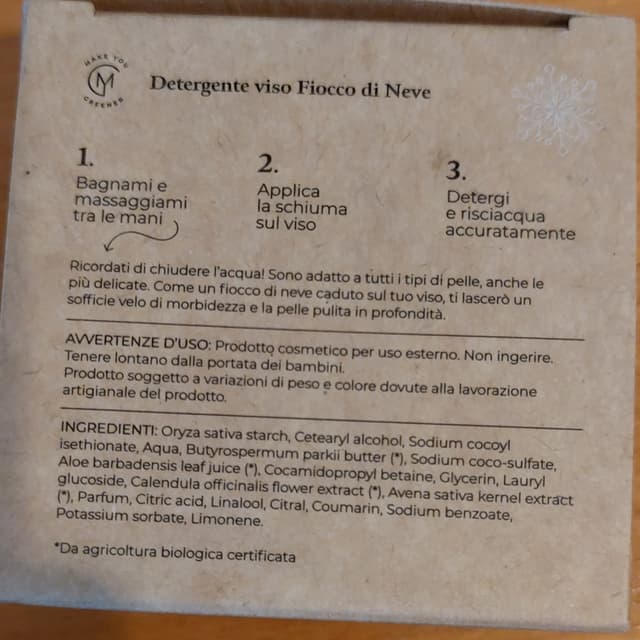 MAKE YOU
GREENER
Detergente viso Fiocco di Neve
1.
Bagnami e
massaggiami
tra le mani
2.
Applica
la schiuma
sul viso
3.
Detergi
e risciacqua
accuratamente
Ricordati di chiudere l'acqua! Sono adatto a tutti i tipi di pelle, anche le
più delicate. Come un fiocco di neve caduto sul tuo viso, ti lascerò un
sofficie velo di morbidezza e la pelle pulita in profondità.
AVVERTENZE D'USO: Prodotto cosmetico per uso esterno. Non ingerire.
Tenere lontano dalla portata dei bambini.
Prodotto soggetto a variazioni di peso e colore dovute alla lavorazione
artigianale del prodotto.
INGREDIENTI: Oryza sativa starch, Cetearyl alcohol, Sodium cocoyl
isethionate, Aqua, Butyrospermum parkii butter (*), Sodium coco-sulfate,
Aloe barbadensis leaf juice (*), Cocamidopropyl betaine, Glycerin, Lauryl
glucoside, Calendula officinalis flower extract (*), Avena sativa kernel extract
(*), Parfum, Citric acid, Linalool, Citral, Coumarin, Sodium benzoate,
Potassium sorbate, Limonene.
*Da agricoltura biologica certificata